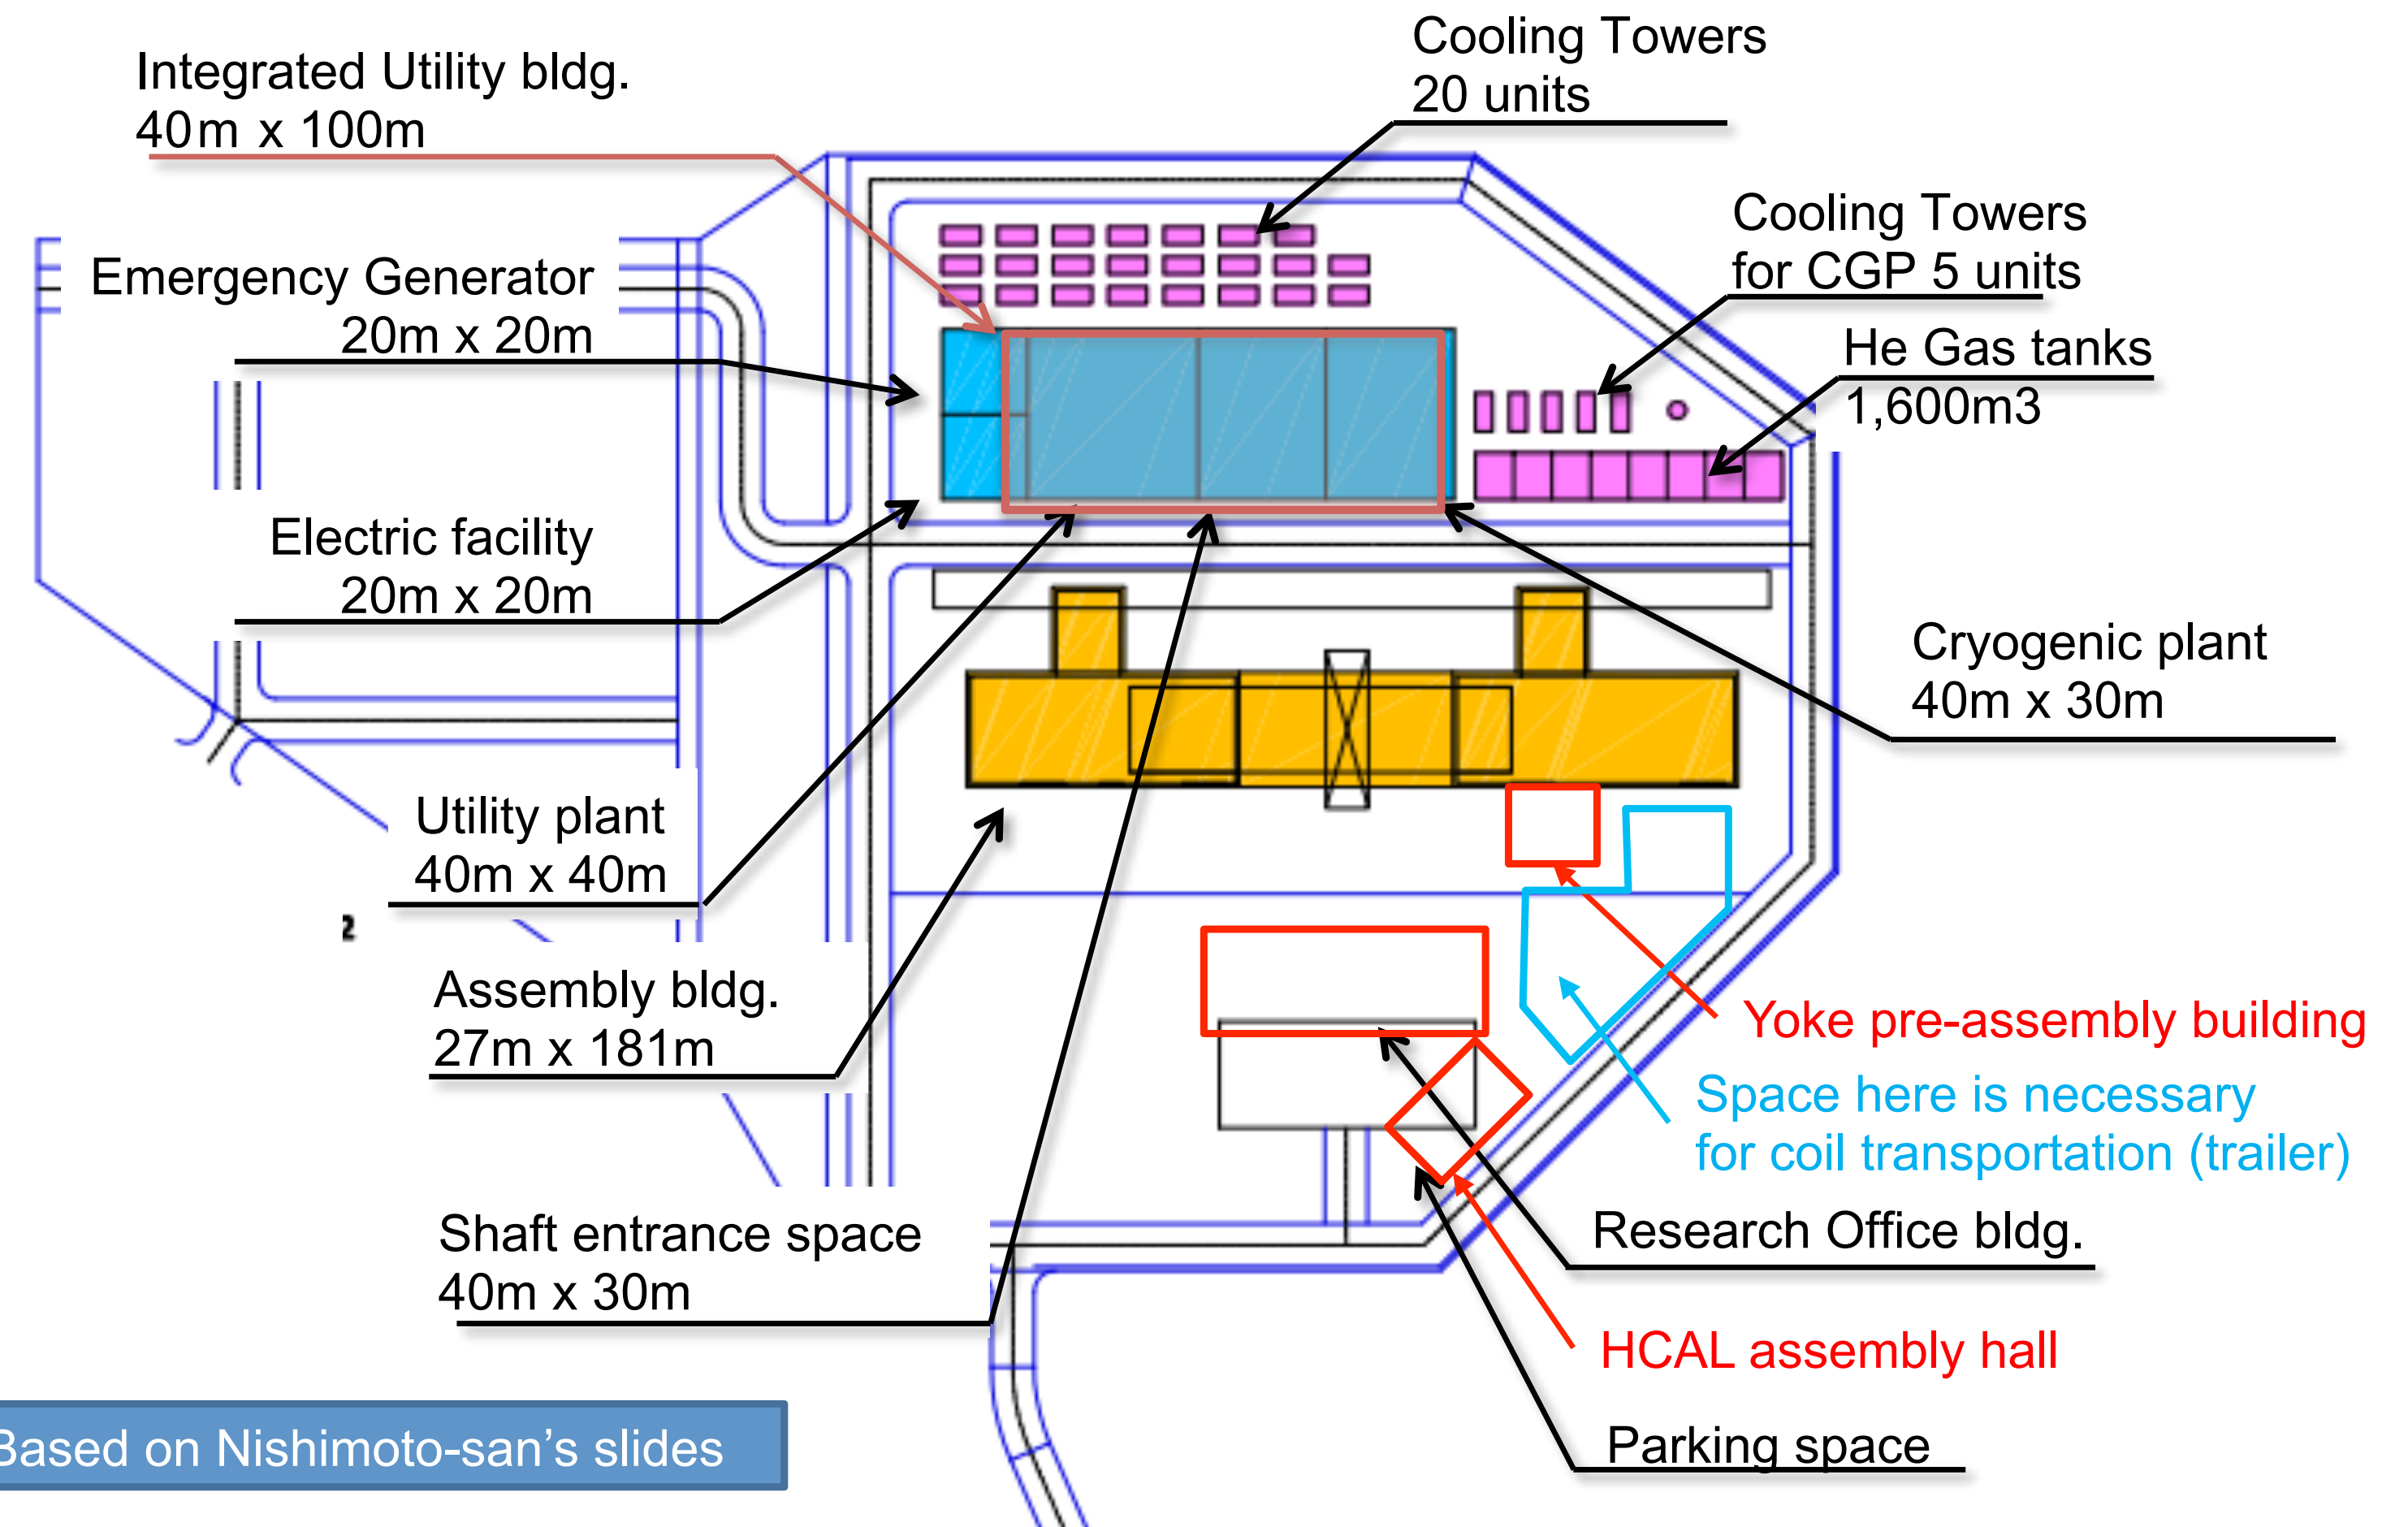 Cooling Towers
20 units
Integrated Utility bldg.
40m x 100m
Cooling Towers
for CGP 5 units
Emergency Generator
20m x 20m
He Gas tanks
1,600m3
Electric facility
20m x 20m
Cryogenic plant
40m x 30m
Utility plant
40m x 40m
2
Assembly bldg.
27m x 181m
Yoke pre-assembly building
Space here is necessary
for coil transportation (trailer)
Shaft entrance space
40m x 30m
Research Office bldg.
HCAL assembly hall
Parking space
Based on Nishimoto-san’s slides